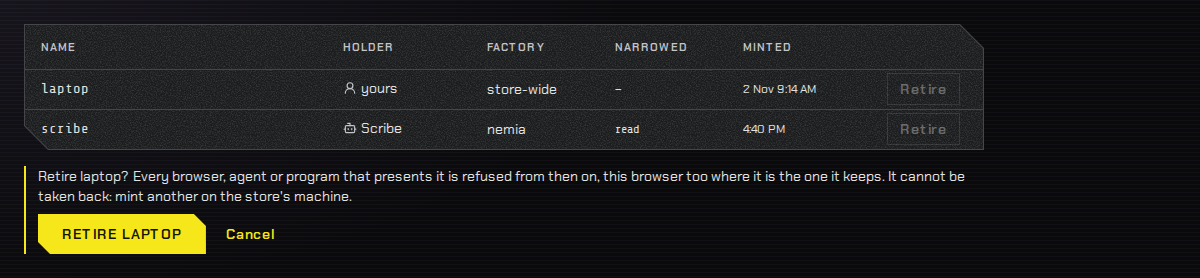 NAME HOLDER FACTORY NARROWED MINTED
laptop yours store-wide – 2 Nov 9:14 AM Retire
scribe Scribe nemia read 4:40 PM Retire
Retire laptop? Every browser, agent or program that presents it is refused from then on, this browser too where it is the one it keeps. It cannot be
taken back: mint another on the store's machine.
RETIRE LAPTOP Cancel